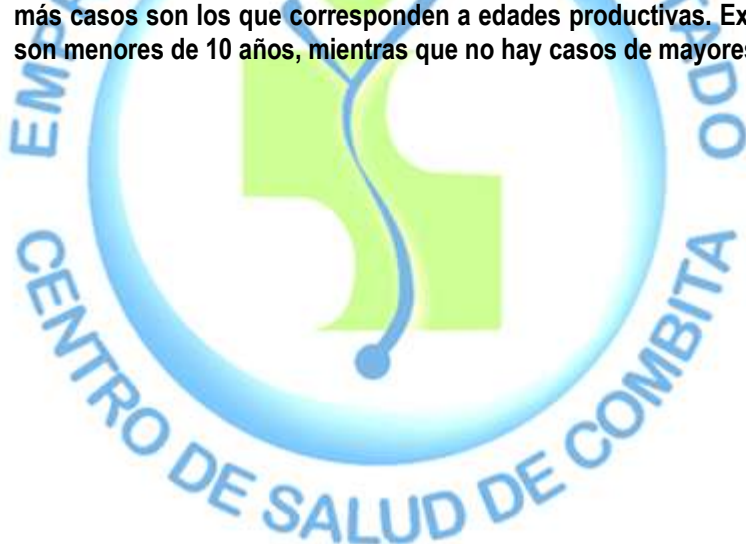 más casos son los que corresponden a edades productivas. Ex
son menores de 10 años, mientras que no hay casos de mayores
CENTRO DE SALUD DE COMBITA